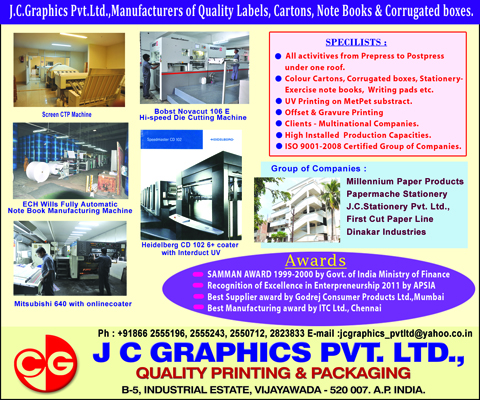 J.C.Graphics Pvt.Ltd.,Manufacturers of Quality Labels, Cartons, Note Books & Corrugated boxes.
Screen CTP Machine
Bobst Novacut 106 E
Hi-speed Die Cutting Machine
ECH Wills Fully Automatic
Note Book Manufacturing Machine
Speedmaster CD 102
HEIDELBERG
Heidelberg CD 102 6+ coater
with Interduct UV
Mitsubishi 640 with onlinecoater
SPECILISTS :
All activitives from Prepress to Postpress
under one roof.
Colour Cartons, Corrugated boxes, Stationery-
Exercise note books, Writing pads etc.
UV Printing on MetPet substract.
Offset & Gravure Printing
Clients - Multinational Companies.
High Installed Production Capacities.
ISO 9001-2008 Certified Group of Companies.
Group of Companies :
Millennium Paper Products
Papermache Stationery
J.C.Stationery Pvt. Ltd.,
First Cut Paper Line
Dinakar Industries
Awards
SAMMAN AWARD 1999-2000 by Govt. of India Ministry of Finance
Recognition of Excellence in Enterpreneurship 2011 by APSIA
Best Supplier award by Godrej Consumer Products Ltd.,Mumbai
Best Manufacturing award by ITC Ltd., Chennai
Ph : +91866 2555196, 2555243, 2550712, 2823833 E-mail :jcgraphics_pvtltd@yahoo.co.in
CG
J C GRAPHICS PVT. LTD.,
QUALITY PRINTING & PACKAGING
B-5, INDUSTRIAL ESTATE, VIJAYAWADA - 520 007. A.P. INDIA.